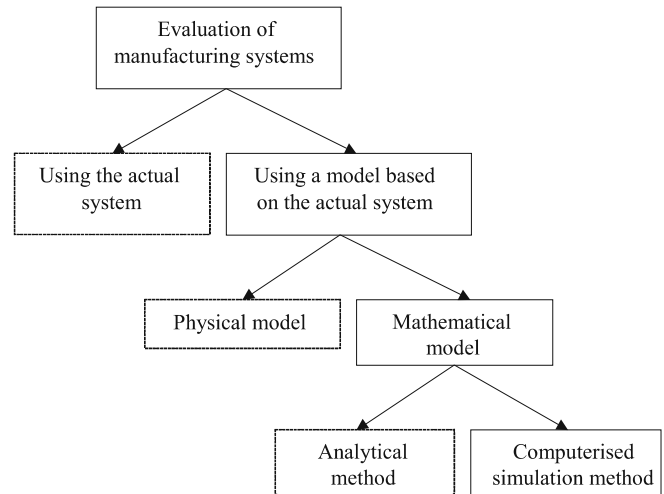 Evaluation of
manufacturing systems
Using the actual
system
Using a model based
on the actual system
Physical model
Mathematical
model
Analytical
method
Computerised
simulation method